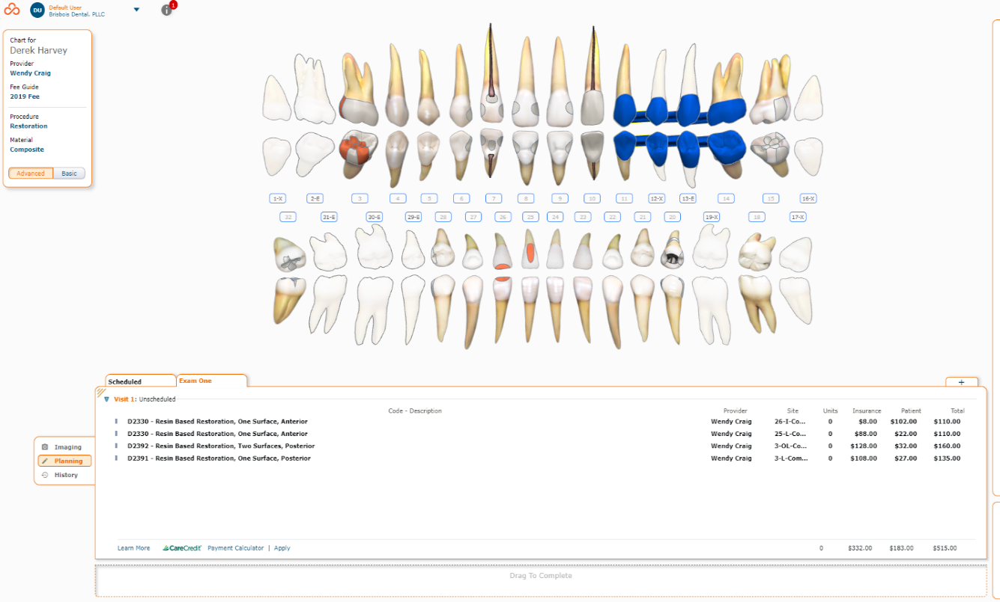 DU
Default User
Brisbois Dental, PLLC
1
Chart for
Derek Harvey
Provider
Wendy Craig
Fee Guide
2019 Fee
Procedure
Restoration
Material
Composite
Advanced Basic
1-X 2-E 3 4 5 6 7 8 9 10 11 12-X 13-E 14 15 16-X
32 31-E 30-E 29-E 28 27 26 25 24 23 22 21 20 19-X 18 17-X
Scheduled Exam One +
Visit 1: Unscheduled
Code - Description Provider Site Units Insurance Patient Total
D2330 - Resin Based Restoration, One Surface, Anterior Wendy Craig 26-I-Co... 0 $8.00 $102.00 $110.00
D2330 - Resin Based Restoration, One Surface, Anterior Wendy Craig 25-L-Co... 0 $88.00 $22.00 $110.00
D2392 - Resin Based Restoration, Two Surfaces, Posterior Wendy Craig 3-OL-Co... 0 $128.00 $32.00 $160.00
D2391 - Resin Based Restoration, One Surface, Posterior Wendy Craig 3-L-Com... 0 $108.00 $27.00 $135.00
Imaging
Planning
History
Learn More CareCredit Payment Calculator | Apply 0 $332.00 $183.00 $515.00
Drag To Complete